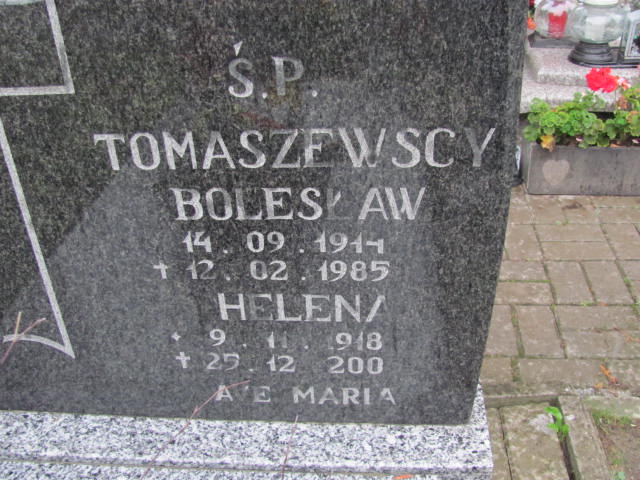 Ś.P.
TOMASZEWSCY
BOLESŁAW
14.09.1914
✝ 12.02.1985
HELENA
* 9.11.1918
✝ 25.12.200
AVE MARIA